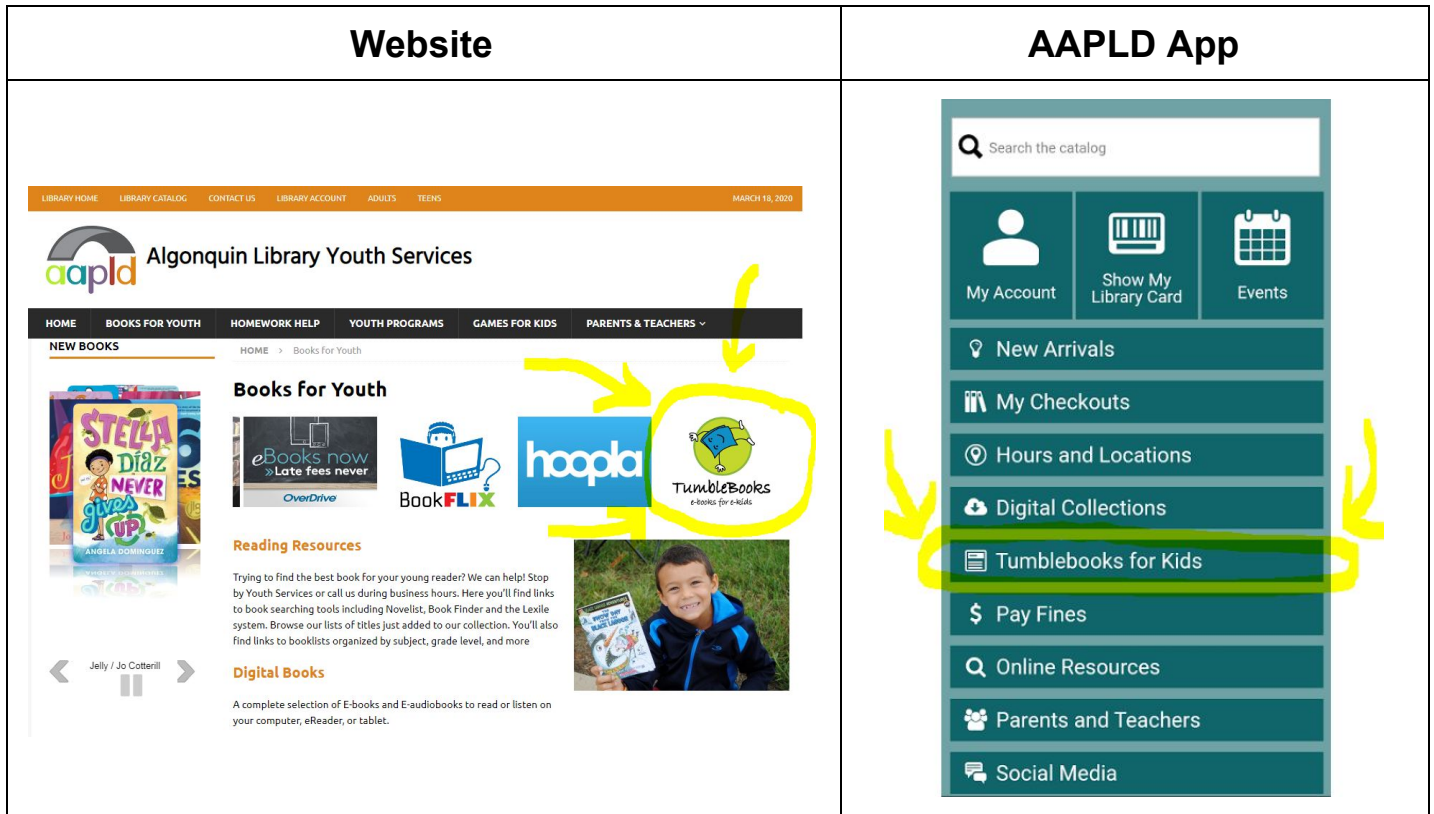 Website
AAPLD App
LIBRARY HOME LIBRARY CATALOG CONTACT US LIBRARY ACCOUNT ADULTS TEENS MARCH 18, 2020
aapld Algonquin Library Youth Services
HOME BOOKS FOR YOUTH HOMEWORK HELP YOUTH PROGRAMS GAMES FOR KIDS PARENTS & TEACHERS
NEW BOOKS
HOME > Books for Youth
STELLA
DíAZ
NEVER
gives
UP
ANGELA DOMINGUEZ
Jelly / Jo Cotterill
Books for Youth
eBooks now
»Late fees
never
OverDrive
BOOKFLIX
hoopla
TumbleBooks
e-books for e-kids
Reading Resources
Trying to find the best book for your young reader? We can help! Stop
by Youth Services or call us during business hours. Here you'll find links
to book searching tools including Novelist, Book Finder and the Lexile
system. Browse our lists of titles just added to our collection. You'll also
find links to booklists organized by subject, grade level, and more
Digital Books
A complete selection of E-books and E-audiobooks to read or listen on
your computer, eReader, or tablet.
Search the catalog
My Account
Show My
Library Card
Events
New Arrivals
My Checkouts
Hours and Locations
Digital Collections
Tumblebooks for Kids
$ Pay Fines
Online Resources
Parents and Teachers
Social Media